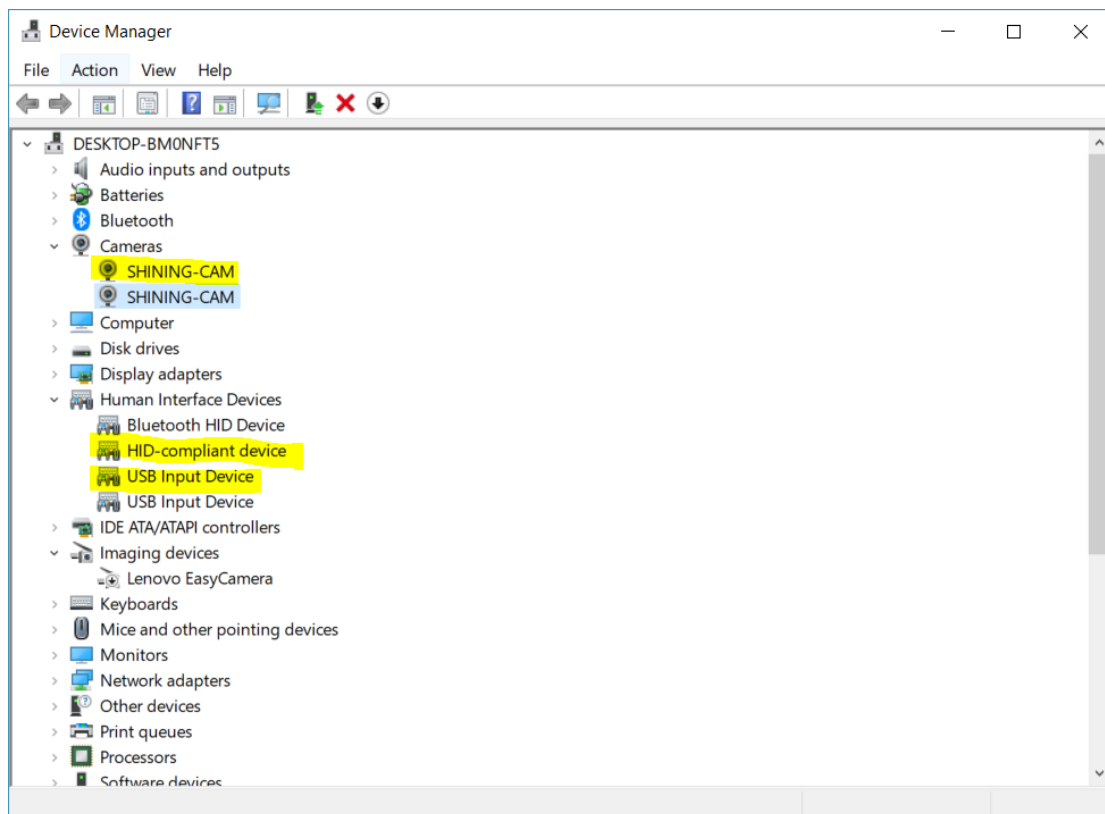 Device Manager
File Action View Help
DESKTOP-BM0NFT5
Audio inputs and outputs
Batteries
Bluetooth
Cameras
SHINING-CAM
SHINING-CAM
Computer
Disk drives
Display adapters
Human Interface Devices
Bluetooth HID Device
HID-compliant device
USB Input Device
USB Input Device
IDE ATA/ATAPI controllers
Imaging devices
Lenovo EasyCamera
Keyboards
Mice and other pointing devices
Monitors
Network adapters
Other devices
Print queues
Processors
Software devices